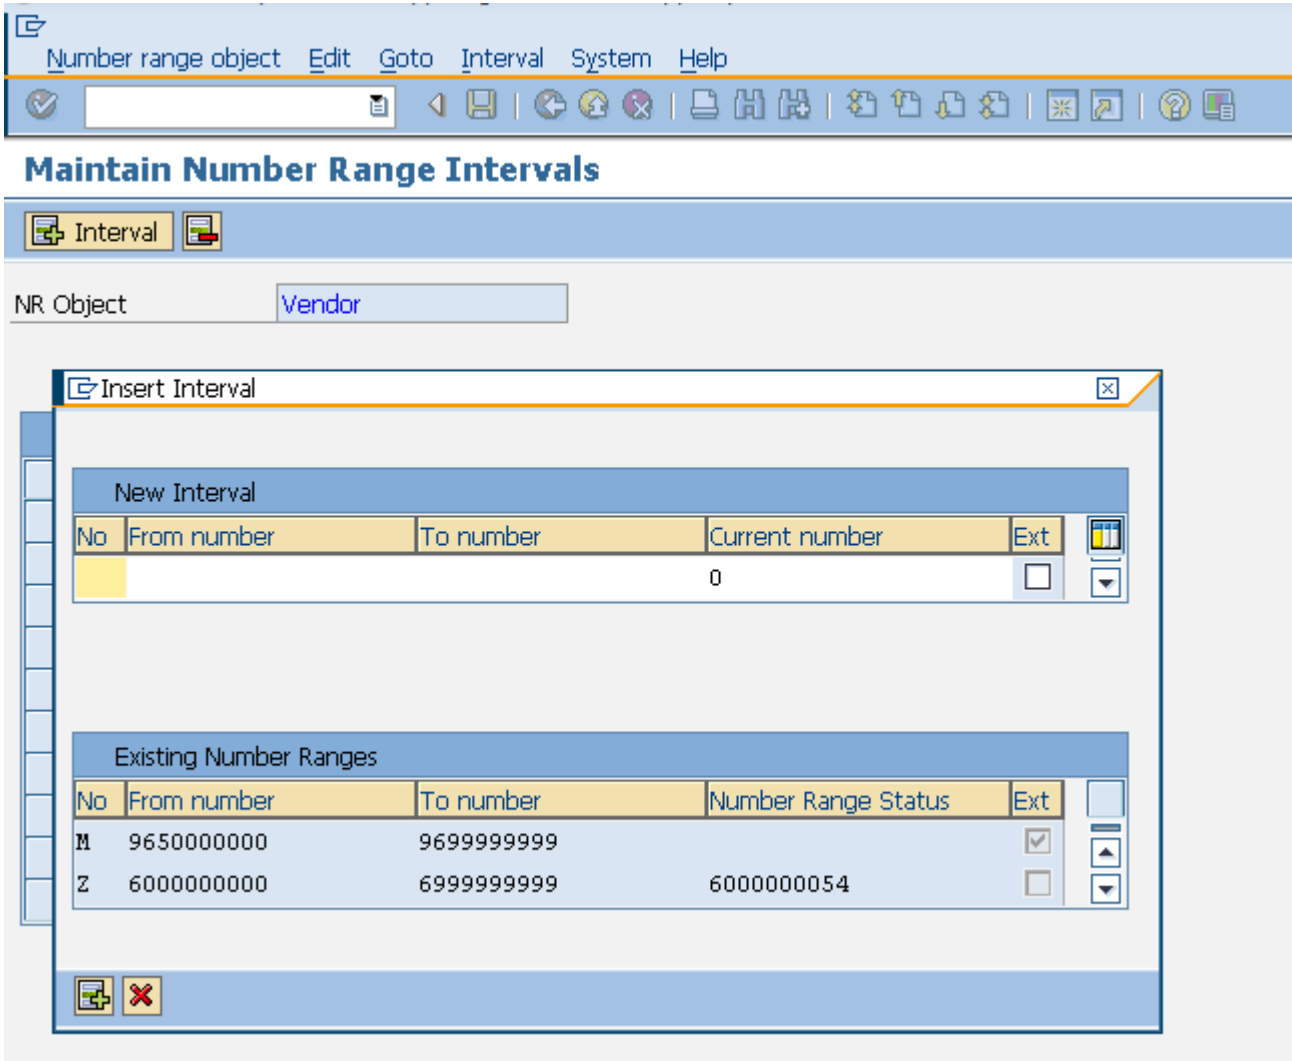 Number range object Edit Goto Interval System Help
Maintain Number Range Intervals
Interval
NR Object Vendor
Insert Interval
New Interval
No From number To number Current number Ext
0
Existing Number Ranges
No From number To number Number Range Status Ext
M 9650000000 9699999999
Z 6000000000 6999999999 6000000054